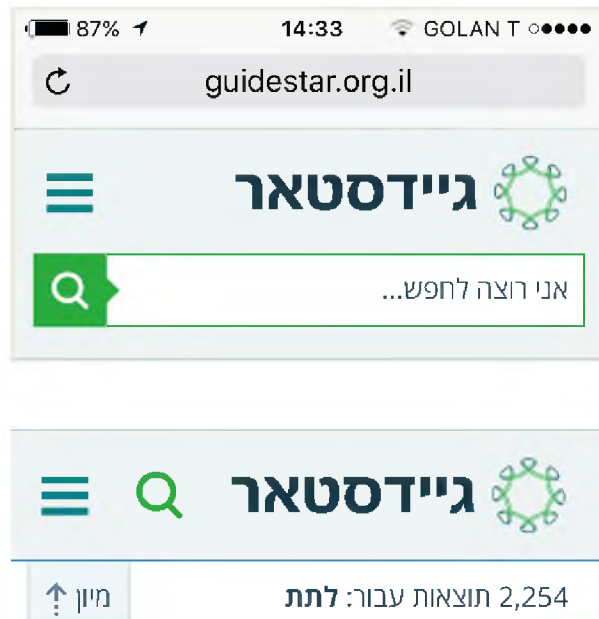 87% 14:33 GOLAN T
guidestar.org.il
גיידסטאר
אני רוצה לחפש...
גיידסטאר
2,254 תוצאות עבור: לתת מיון